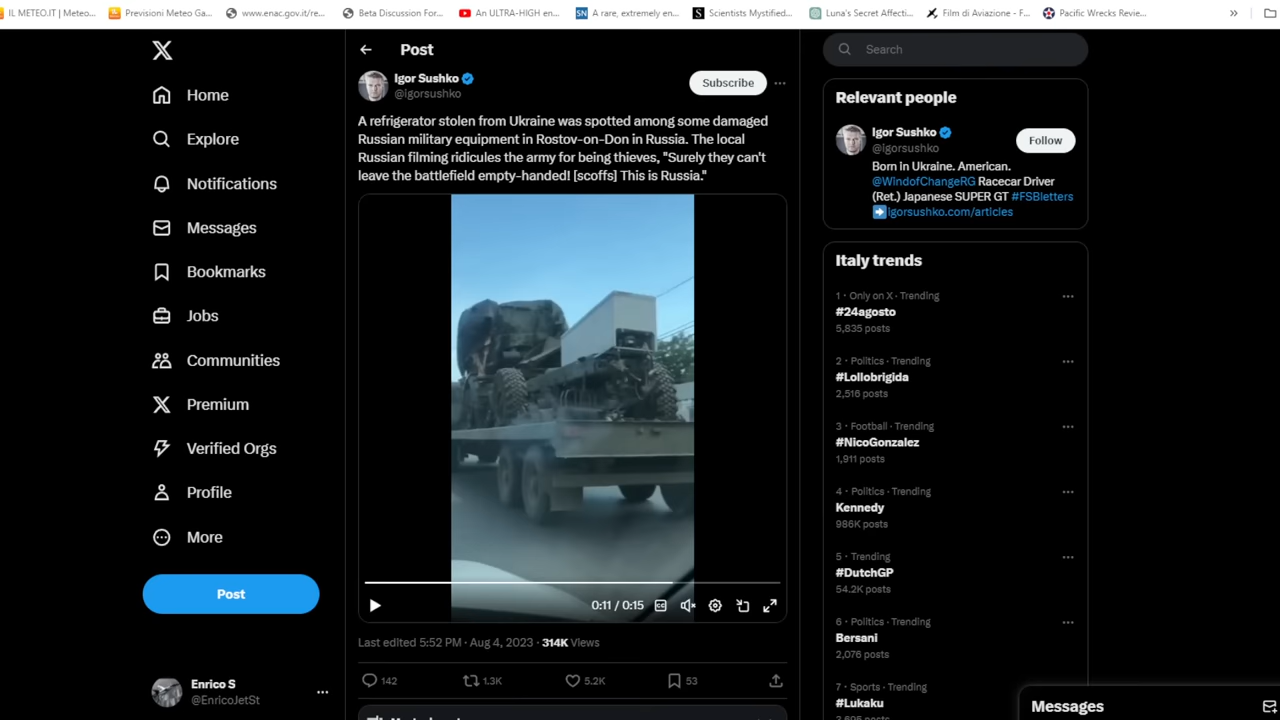 IL METEO.IT | Meteo...
Previsioni Meteo Ga...
www.enac.gov.it/re...
Beta Discussion For...
An ULTRA-HIGH en...
SN
A rare, extremely en...
S
Scientists Mystified...
Luna's Secret Affecti...
Film di Aviazione - F...
Pacific Wrecks Revie...
Home
Explore
Notifications
Messages
Bookmarks
Jobs
Communities
Premium
Verified Orgs
Profile
More
Post
Enrico S
@EnricoJetSt
Post
Igor Sushko
@igorsushko
Subscribe
A refrigerator stolen from Ukraine was spotted among some damaged
Russian military equipment in Rostov-on-Don in Russia. The local
Russian filming ridicules the army for being thieves, "Surely they can't
leave the battlefield empty-handed! [scoffs] This is Russia."
0:11 / 0:15
CC
Last edited 5:52 PM · Aug 4, 2023 · 314K Views
142
1.3K
5.2K
53
Search
Relevant people
Igor Sushko
@igorsushko
Follow
Born in Ukraine. American.
@WindofChangeRG Racecar Driver
(Ret.) Japanese SUPER GT #FSBletters
➡igorsushko.com/articles
Italy trends
1 · Only on X · Trending
#24agosto
5,835 posts
2 · Politics · Trending
#Lollobrigida
2,516 posts
3 · Football · Trending
#NicoGonzalez
1,911 posts
4 · Politics · Trending
Kennedy
986K posts
5 · Trending
#DutchGP
54.2K posts
6 · Politics · Trending
Bersani
2,076 posts
7 · Sports · Trending
#Lukaku
Messages